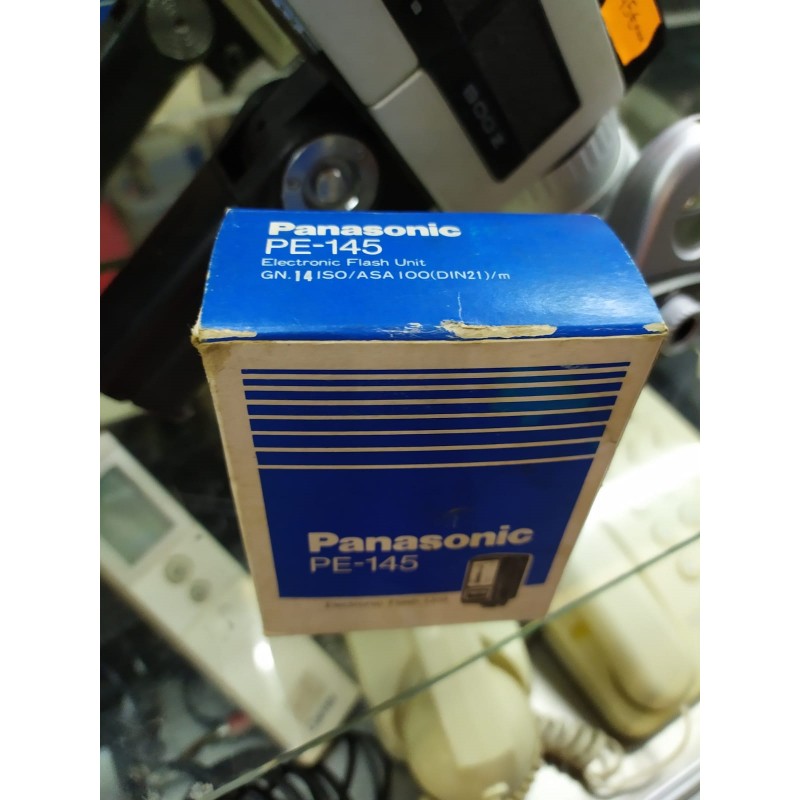 Panasonic
PE-145
Electronic Flash Unit
GN.14 ISO/ASA 100(DIN21)/m
Panasonic
PE-145
Electronic Flash Unit